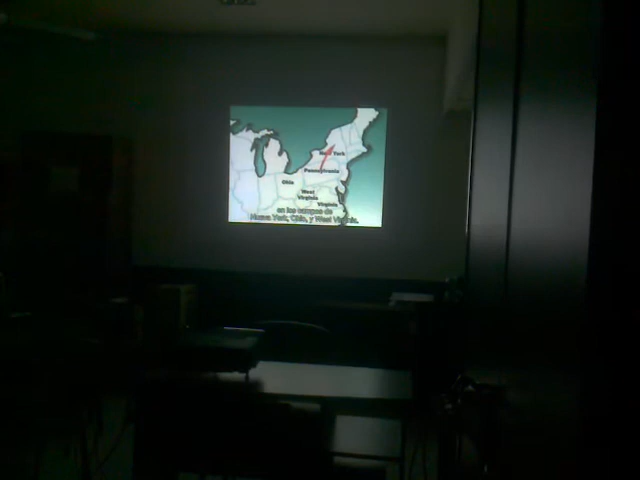 New York
Pennsylvania
Ohio
West
Virginia
Virginia
en los campos de
Nueva York, Ohio, y West Virginia.